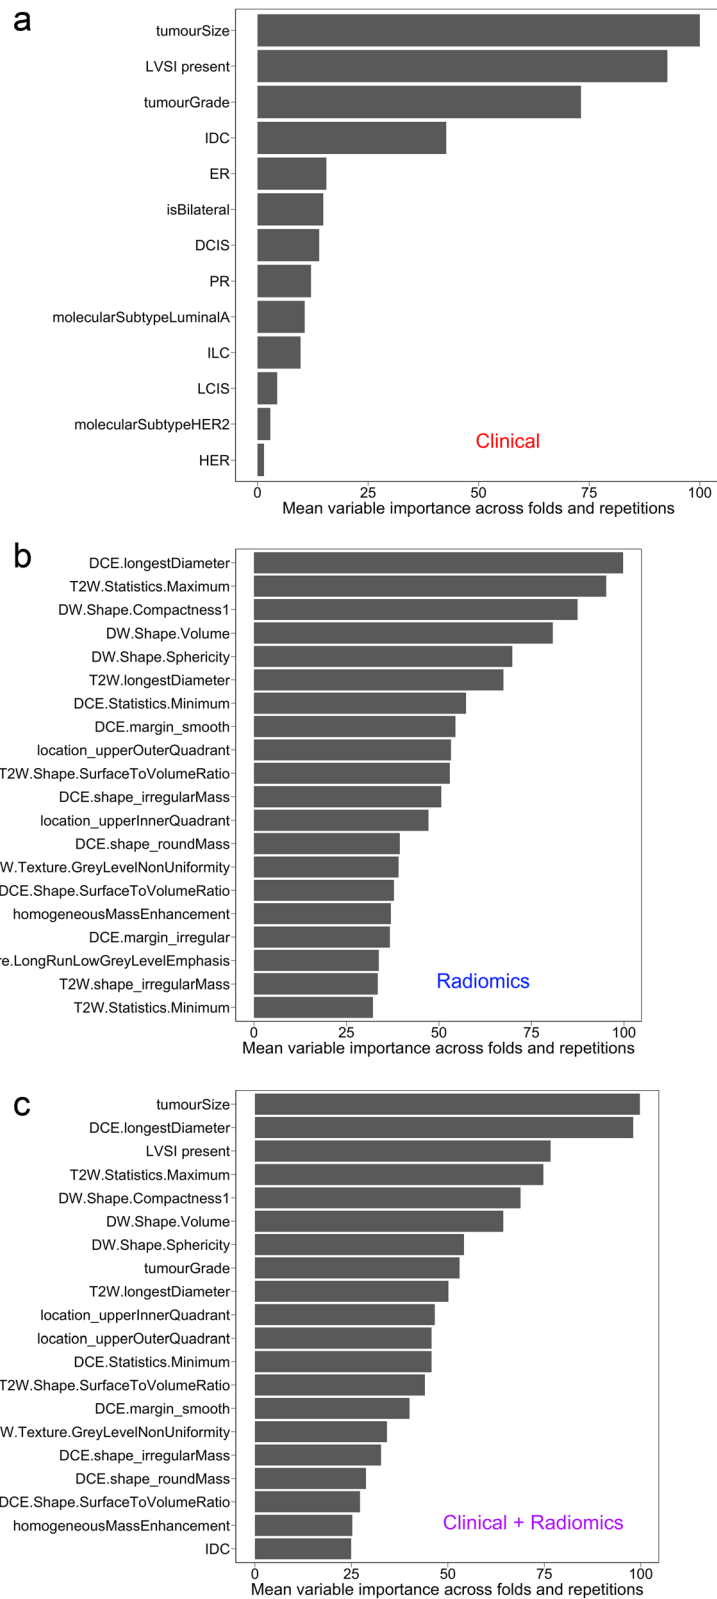 a
tumourSize
LVSI present
tumourGrade
IDC
ER
isBilateral
DCIS
PR
molecularSubtypeLuminalA
ILC
LCIS
molecularSubtypeHER2
HER
Clinical
0 25 50 75 100
Mean variable importance across folds and repetitions
b
DCE.longestDiameter
T2W.Statistics.Maximum
DW.Shape.Compactness1
DW.Shape.Volume
DW.Shape.Sphericity
T2W.longestDiameter
DCE.Statistics.Minimum
DCE.margin_smooth
location_upperOuterQuadrant
T2W.Shape.SurfaceToVolumeRatio
DCE.shape_irregularMass
location_upperInnerQuadrant
DCE.shape_roundMass
W.Texture.GreyLevelNonUniformity
DCE.Shape.SurfaceToVolumeRatio
homogeneousMassEnhancement
DCE.margin_irregular
re.LongRunLowGreyLevelEmphasis
T2W.shape_irregularMass
T2W.Statistics.Minimum
Radiomics
0 25 50 75 100
Mean variable importance across folds and repetitions
c
tumourSize
DCE.longestDiameter
LVSI present
T2W.Statistics.Maximum
DW.Shape.Compactness1
DW.Shape.Volume
DW.Shape.Sphericity
tumourGrade
T2W.longestDiameter
location_upperInnerQuadrant
location_upperOuterQuadrant
DCE.Statistics.Minimum
T2W.Shape.SurfaceToVolumeRatio
DCE.margin_smooth
W.Texture.GreyLevelNonUniformity
DCE.shape_irregularMass
DCE.shape_roundMass
DCE.Shape.SurfaceToVolumeRatio
homogeneousMassEnhancement
IDC
Clinical + Radiomics
0 25 50 75 100
Mean variable importance across folds and repetitions